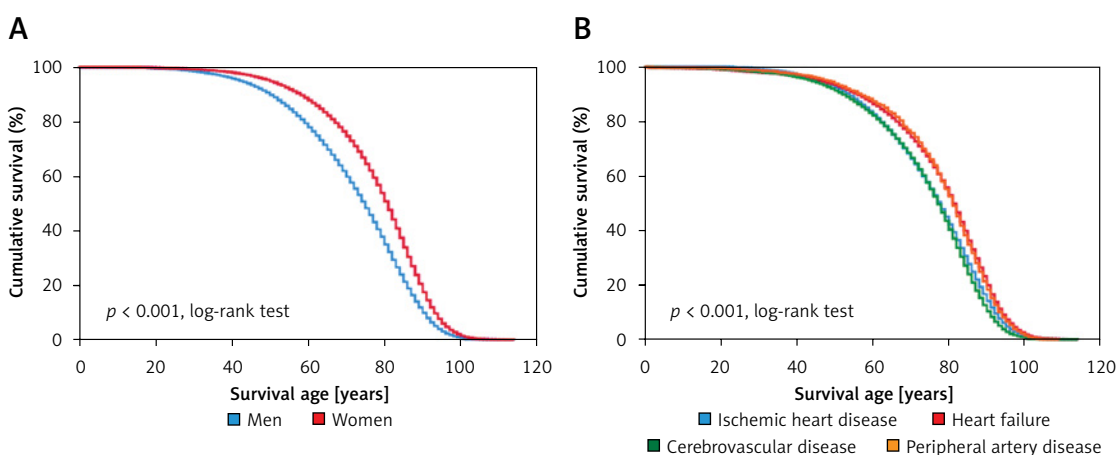 A
B
Cumulative survival (%)
100
80
60
40
20
0
p < 0.001, log-rank test
0 20 40 60 80 100 120
Survival age [years]
Men Women
Cumulative survival (%)
100
80
60
40
20
0
p < 0.001, log-rank test
0 20 40 60 80 100 120
Survival age [years]
Ischemic heart disease Heart failure
Cerebrovascular disease Peripheral artery disease